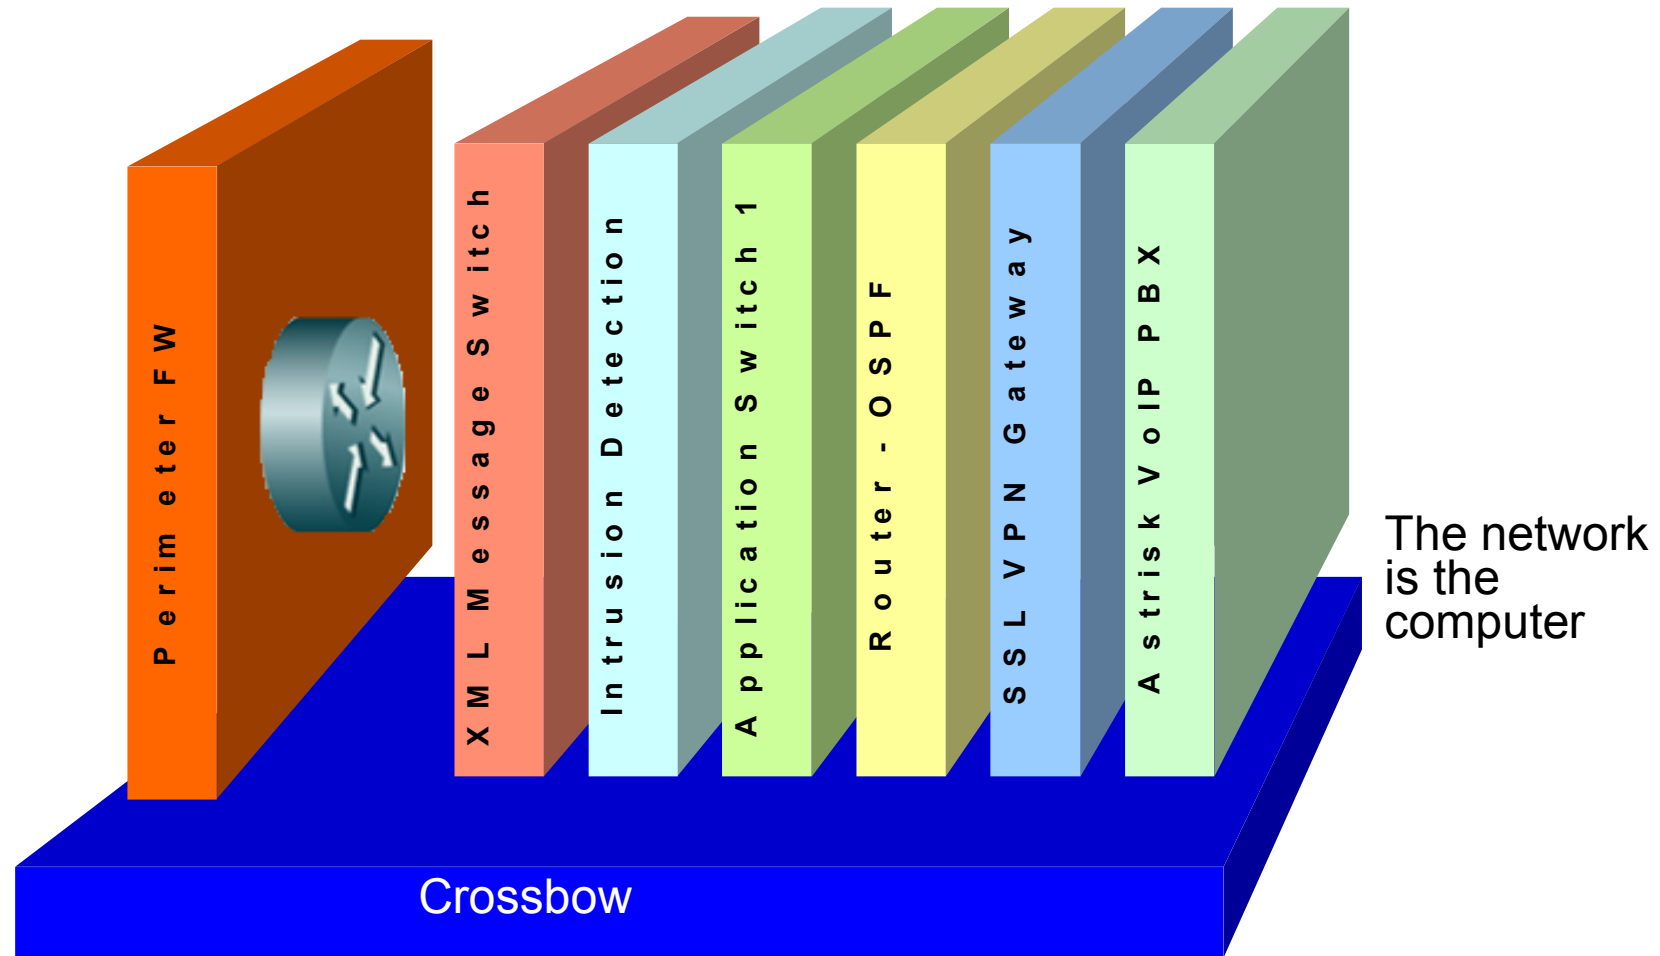 Perimeter FW
XML Message Switch
Intrusion Detection
Application Switch 1
Router - OSPF
SSL VPN Gateway
Astrisk VoIP PBX
The network
is the
computer
Crossbow